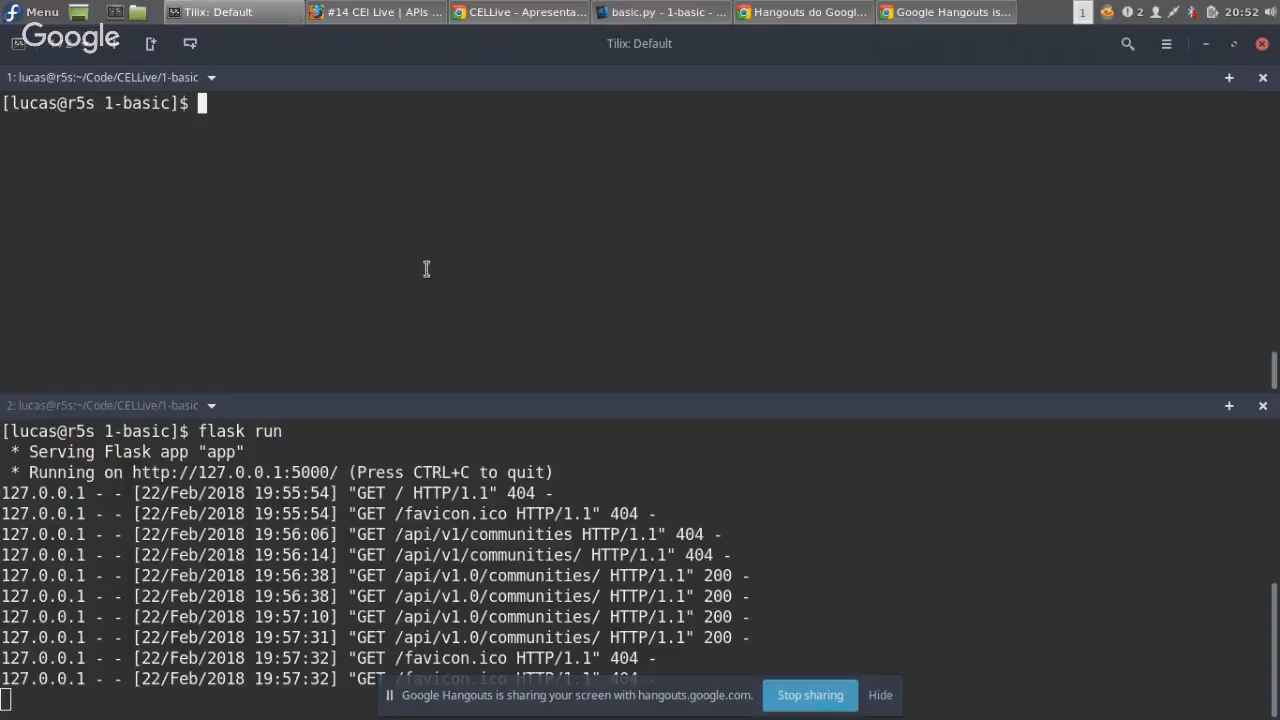 Menu
Tilix: Default
#14 CEI Live | APIs ...
CELLive - Apresenta...
basic.py - 1-basic - ...
Hangouts do Googl...
Google Hangouts is...
1
2
20:52
Google
Tilix: Default
1: lucas@r5s:~/Code/CELLive/1-basic
[lucas@r5s 1-basic]$
2: lucas@r5s:~/Code/CELLive/1-basic
[lucas@r5s 1-basic]$ flask run
* Serving Flask app "app"
* Running on http://127.0.0.1:5000/ (Press CTRL+C to quit)
127.0.0.1 - - [22/Feb/2018 19:55:54] "GET / HTTP/1.1" 404 -
127.0.0.1 - - [22/Feb/2018 19:55:54] "GET /favicon.ico HTTP/1.1" 404 -
127.0.0.1 - - [22/Feb/2018 19:56:06] "GET /api/v1/communities HTTP/1.1" 404 -
127.0.0.1 - - [22/Feb/2018 19:56:14] "GET /api/v1/communities/ HTTP/1.1" 404 -
127.0.0.1 - - [22/Feb/2018 19:56:38] "GET /api/v1.0/communities/ HTTP/1.1" 200 -
127.0.0.1 - - [22/Feb/2018 19:56:38] "GET /api/v1.0/communities/ HTTP/1.1" 200 -
127.0.0.1 - - [22/Feb/2018 19:57:10] "GET /api/v1.0/communities/ HTTP/1.1" 200 -
127.0.0.1 - - [22/Feb/2018 19:57:31] "GET /api/v1.0/communities/ HTTP/1.1" 200 -
127.0.0.1 - - [22/Feb/2018 19:57:32] "GET /favicon.ico HTTP/1.1" 404 -
127.0.0.1 - - [22/Feb/2018 19:57:32] "GET /favicon.ico HTTP/1.1" 404 -
Google Hangouts is sharing your screen with hangouts.google.com.
Stop sharing
Hide